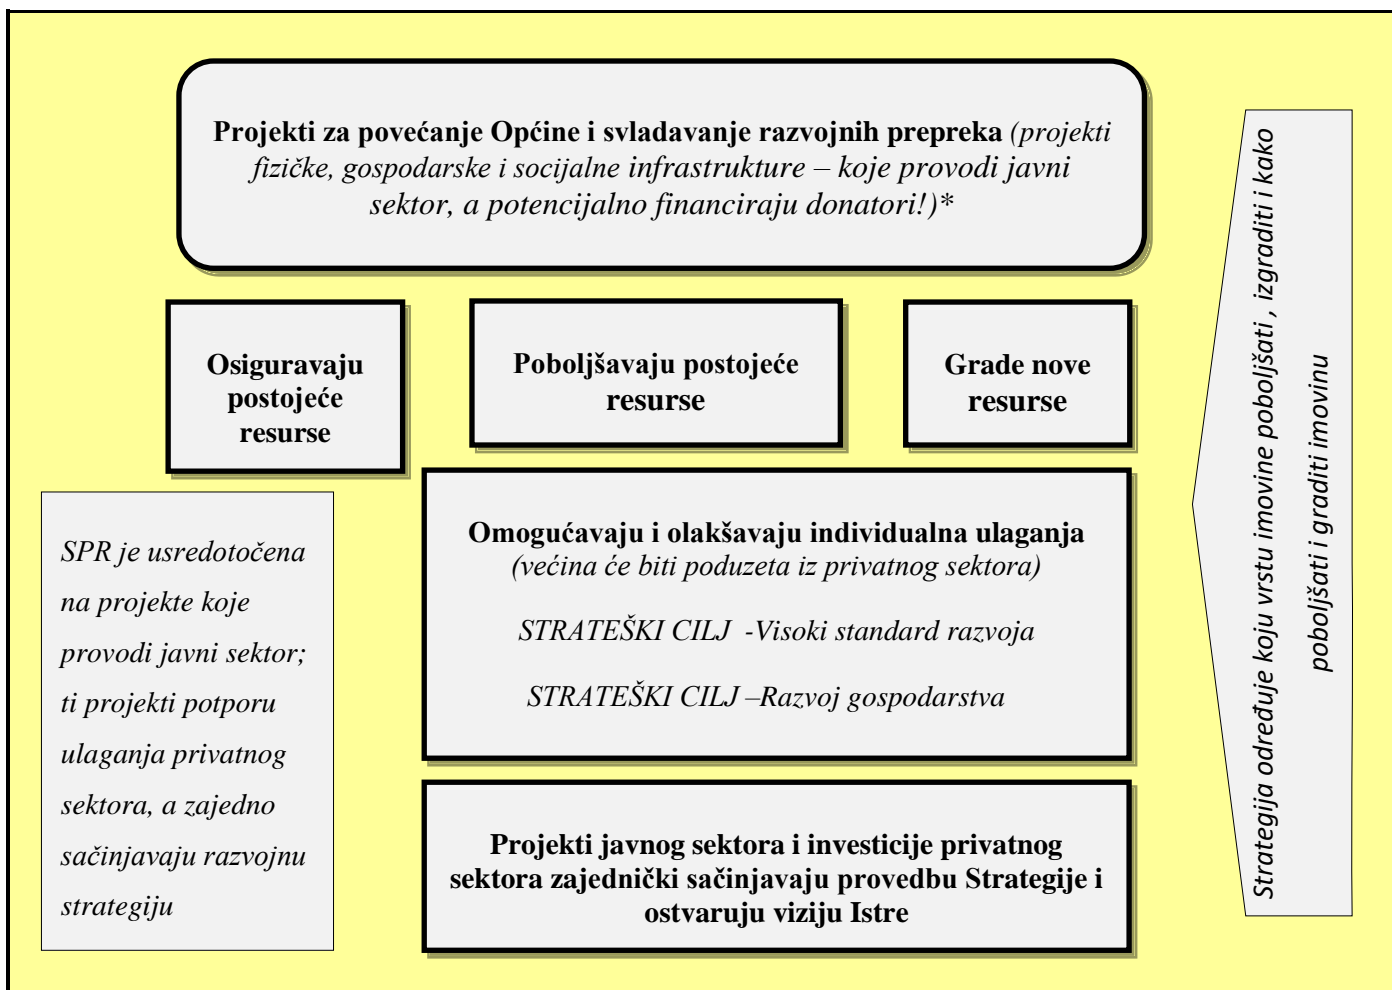 Projekti za povećanje Općine i svladavanje razvojnih prepreka (projekti
fizičke, gospodarske i socijalne infrastrukture – koje provodi javni
sektor, a potencijalno financiraju donatori!)*
Osiguravaju
postojeće
resurse
Poboljšavaju postojeće
resurse
Grade nove
resurse
SPR je usredotočena
na projekte koje
provodi javni sektor;
ti projekti potporu
ulaganja privatnog
sektora, a zajedno
sačinjavaju razvojnu
strategiju
Omogućavaju i olakšavaju individualna ulaganja
(većina će biti poduzeta iz privatnog sektora)
STRATEŠKI CILJ -Visoki standard razvoja
STRATEŠKI CILJ –Razvoj gospodarstva
Projekti javnog sektora i investicije privatnog
sektora zajednički sačinjavaju provedbu Strategije i
ostvaruju viziju Istre
Strategija određuje koju vrstu imovine poboljšati , izgraditi i kako
poboljšati i graditi imovinu